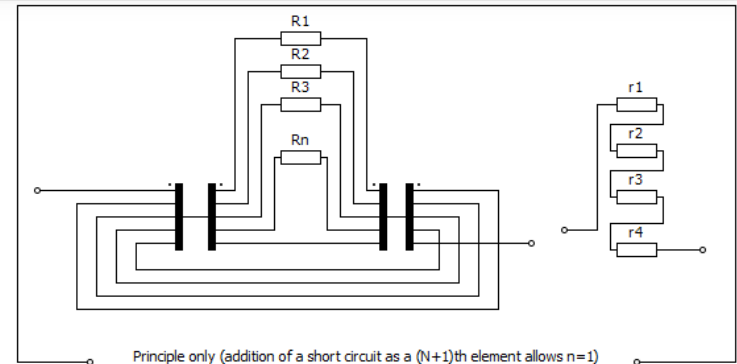 R1
R2
R3
Rn
r1
r2
r3
r4
Principle only (addition of a short circuit as a (N+1)th element allows n=1)